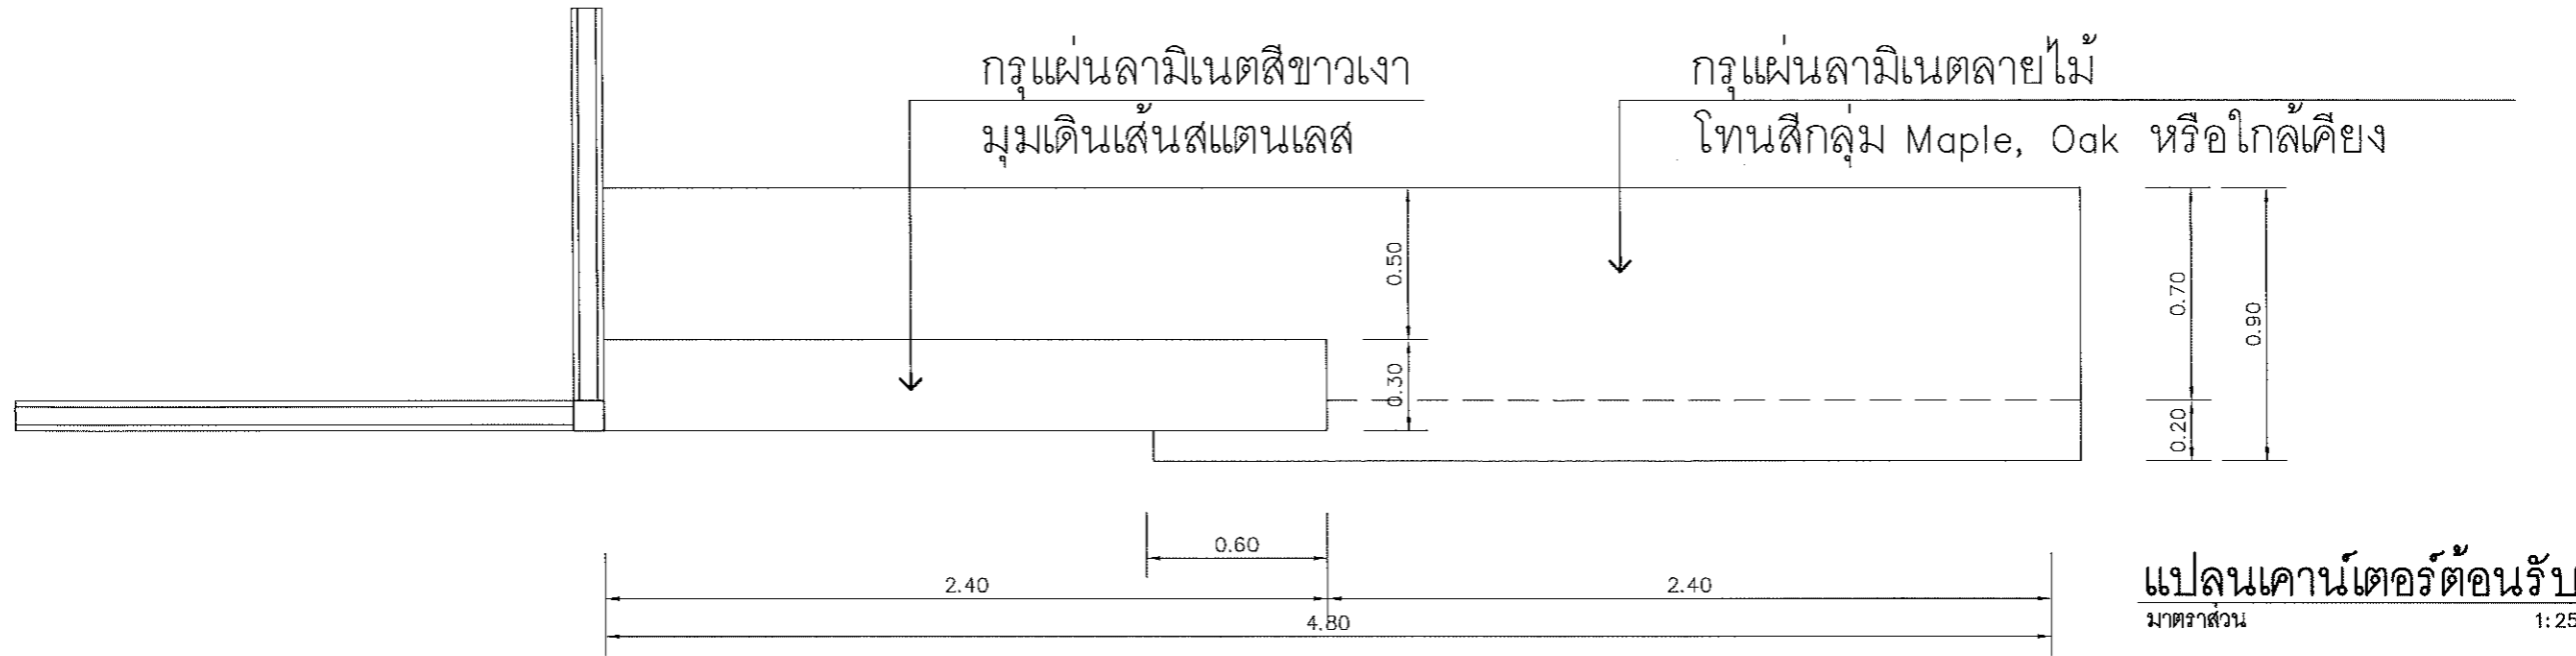 กรุแผ่นลามิเนตสีขาวเงา
มุมเดินเส้นสแตนเลส
กรุแผ่นลามิเนตลายไม้
โทนสีกลุ่ม Maple, Oak หรือใกล้เคียง
0.50
0.30
0.70
0.20
0.90
0.60
2.40
2.40
4.80
แปลนเคาน์เตอร์ต้อนรับ
มาตราส่วน 1:25